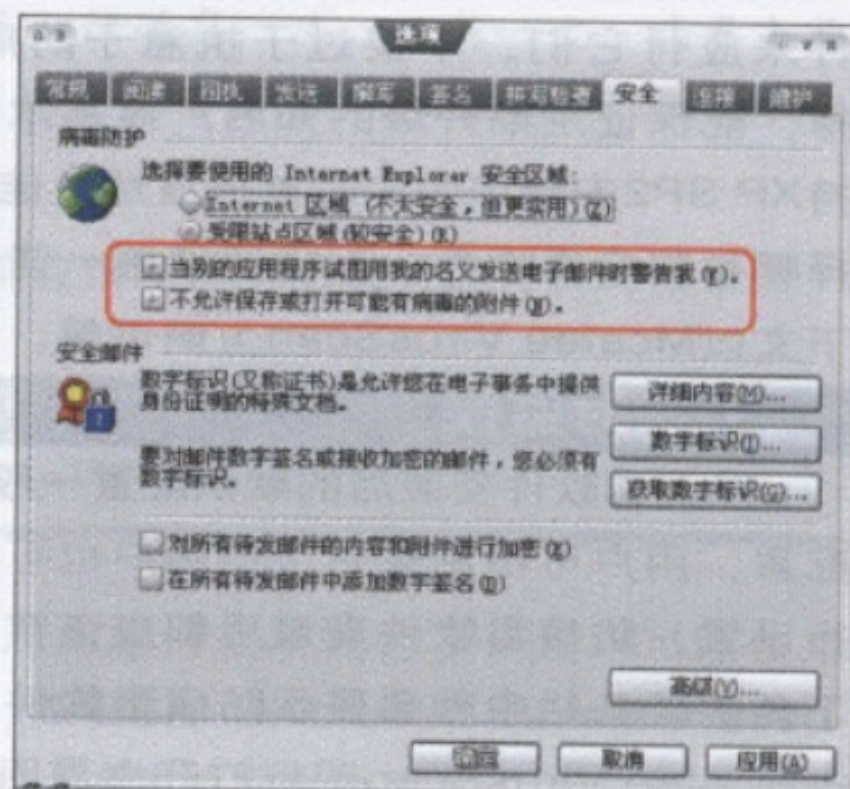 选项
常规 阅读 回执 发送 撰写 签名 拼写检查 安全 连接 维护
病毒防护
选择要使用的 Internet Explorer 安全区域:
Internet 区域 (不太安全，但更实用)(Z)
受限站点区域(较安全)(R)
当别的应用程序试图用我的名义发送电子邮件时警告我
不允许保存或打开可能有病毒的附件
安全邮件
数字标识(又称证书)是允许您在电子事务中提供
身份证明的特殊文档。
详细内容(M)...
数字标识(I)...
要对邮件数字签名或接收加密的邮件，您必须有
数字标识。
获取数字标识(G)...
对所有待发邮件的内容和附件进行加密
在所有待发邮件中添加数字签名(D)
高级(V)...
取消 应用(A)